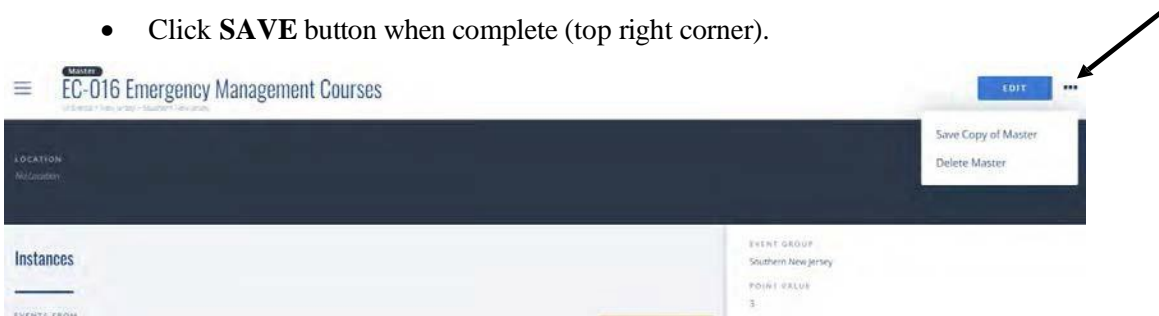 • Click SAVE button when complete (top right corner).
Master
EC-016 Emergency Management Courses
EDIT
Save Copy of Master
Delete Master
LOCATION
No Location
Instances
EVENT GROUP
Southern New Jersey
POINT VALUE
3
EVENTS FROM